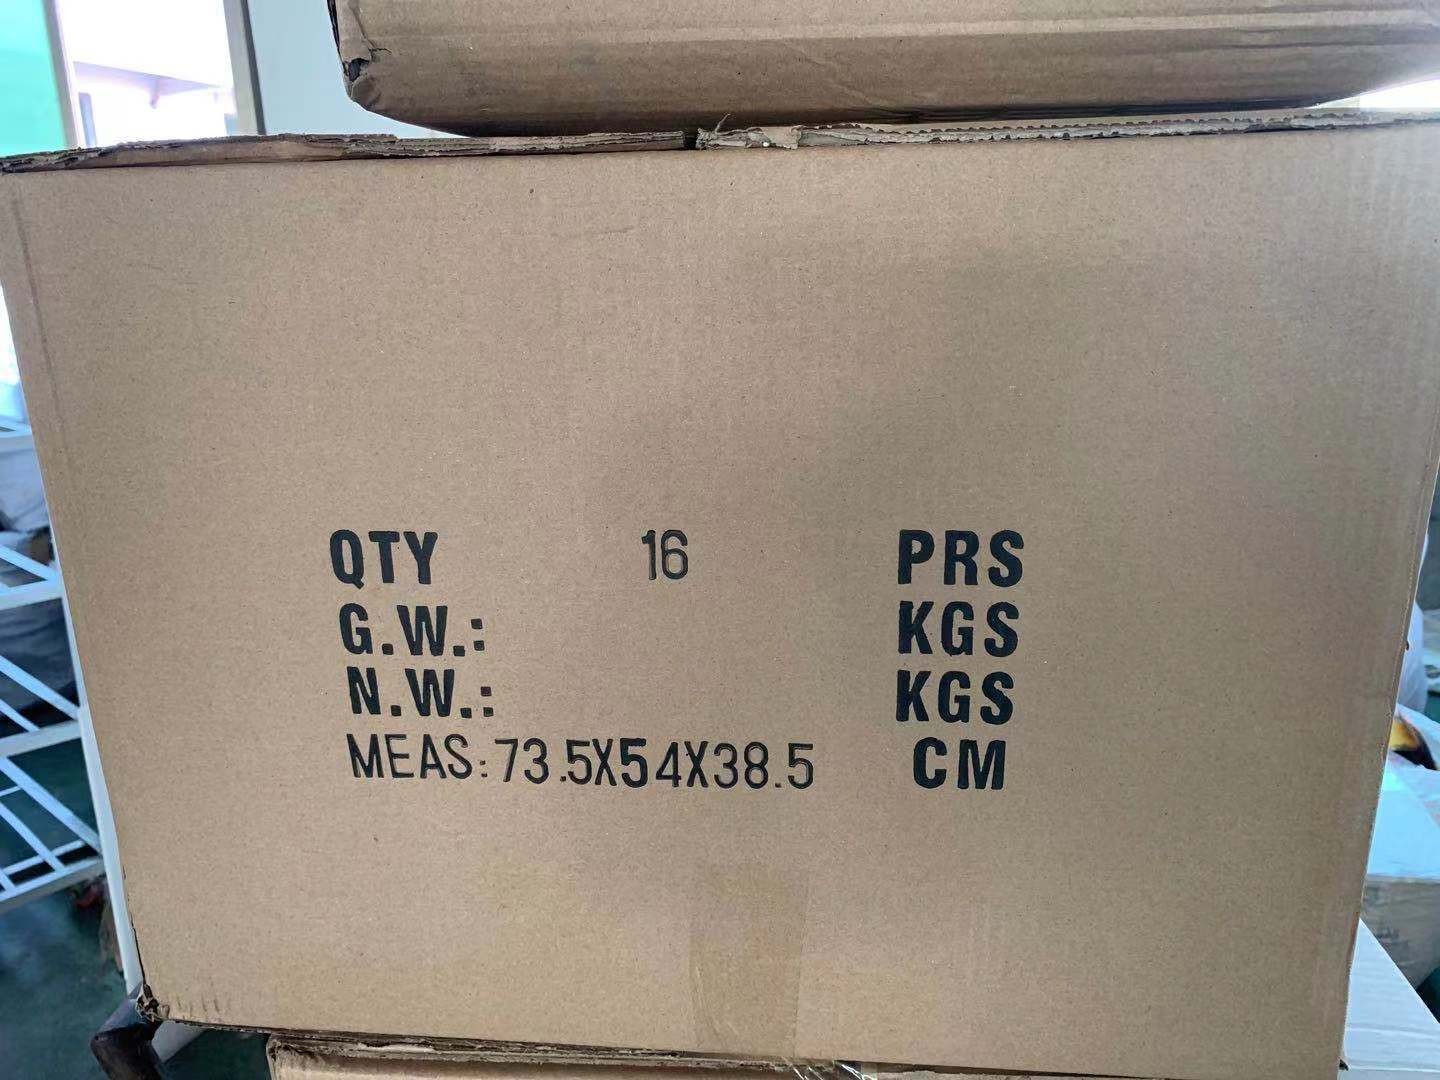 QTY 16 PRS
G.W.: KGS
N.W.: KGS
MEAS: 73.5X54X38.5 CM